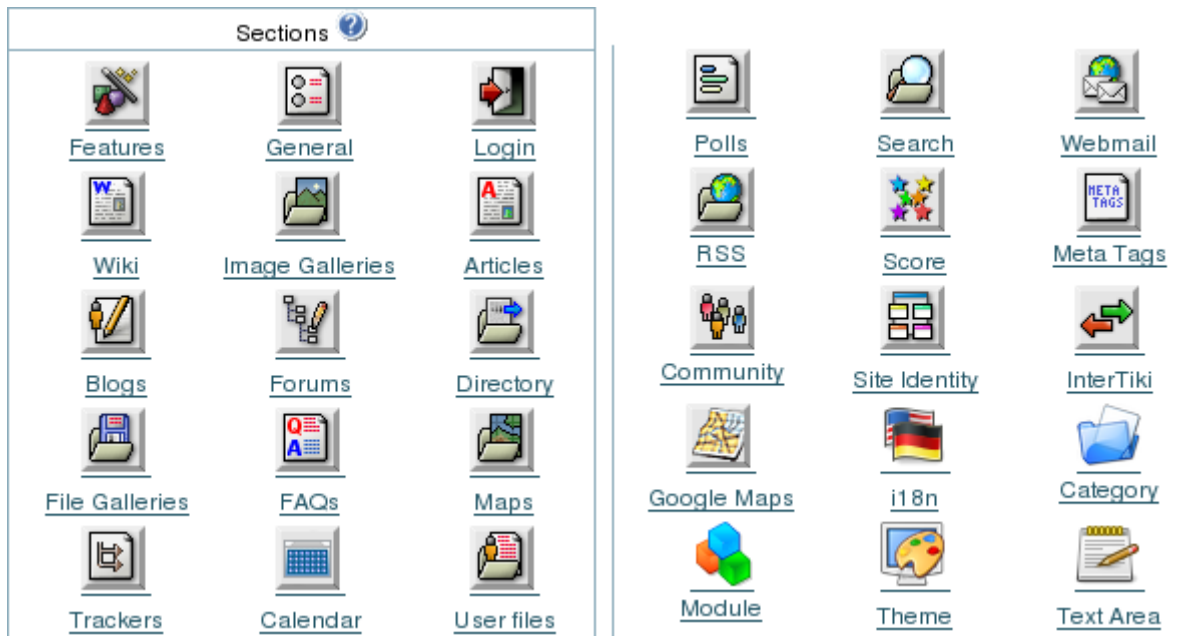 Sections
Features General Login
Wiki Image Galleries Articles
Blogs Forums Directory
File Galleries FAQs Maps
Trackers Calendar User files
Polls Search Webmail
META TAGS
RSS Score Meta Tags
Community Site Identity InterTiki
Google Maps i18n Category
Module Theme Text Area